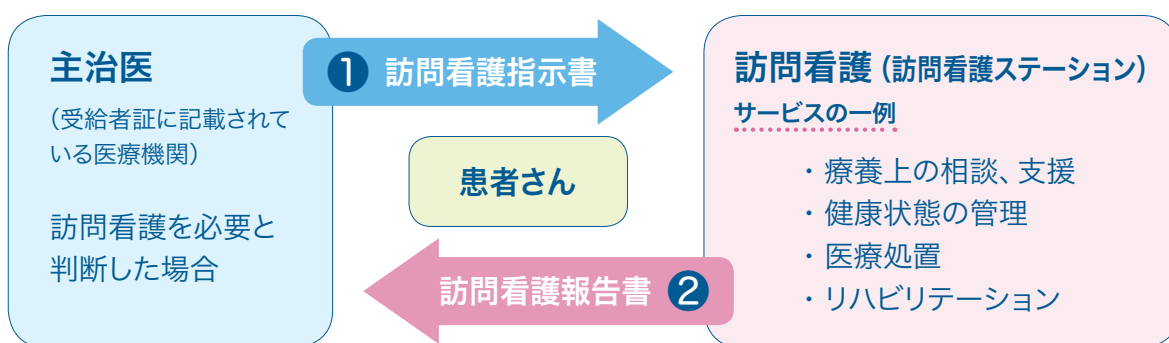 主治医
（受給者証に記載されて
いる医療機関）
訪問看護を必要と
判断した場合
❶ 訪問看護指示書
患者さん
訪問看護報告書 ❷
訪問看護（訪問看護ステーション）
サービスの一例
・療養上の相談、支援
・健康状態の管理
・医療処置
・リハビリテーション